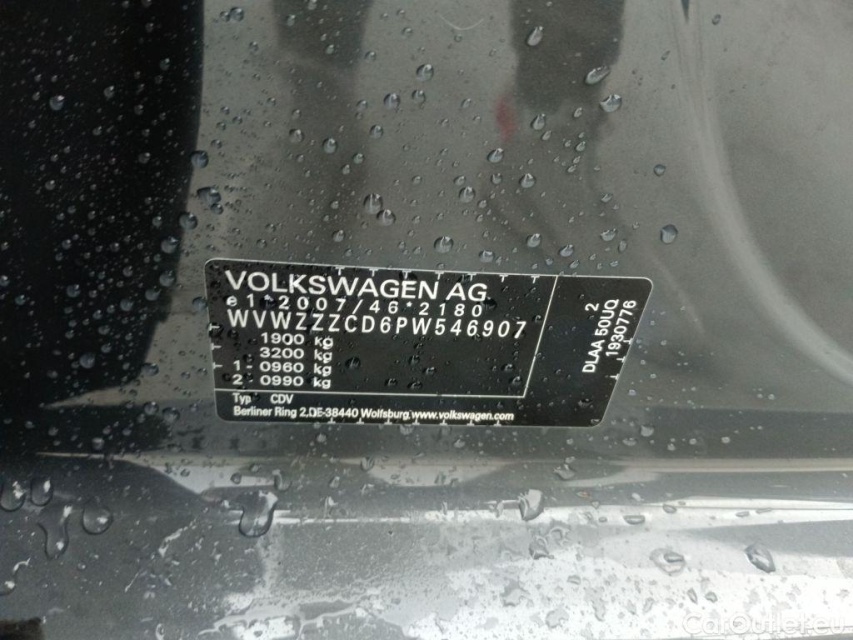 VOLKSWAGEN AG
e1*2007/46*2180
WVWZZZCD6PW546907
1900 kg
3200 kg
1- 0960 kg
2- 0990 kg
Typ CDV
Berliner Ring 2,DE-38440 Wolfsburg www.volkswagen.com
2
DLAA 50UQ
1930776
CarOutlet.eu